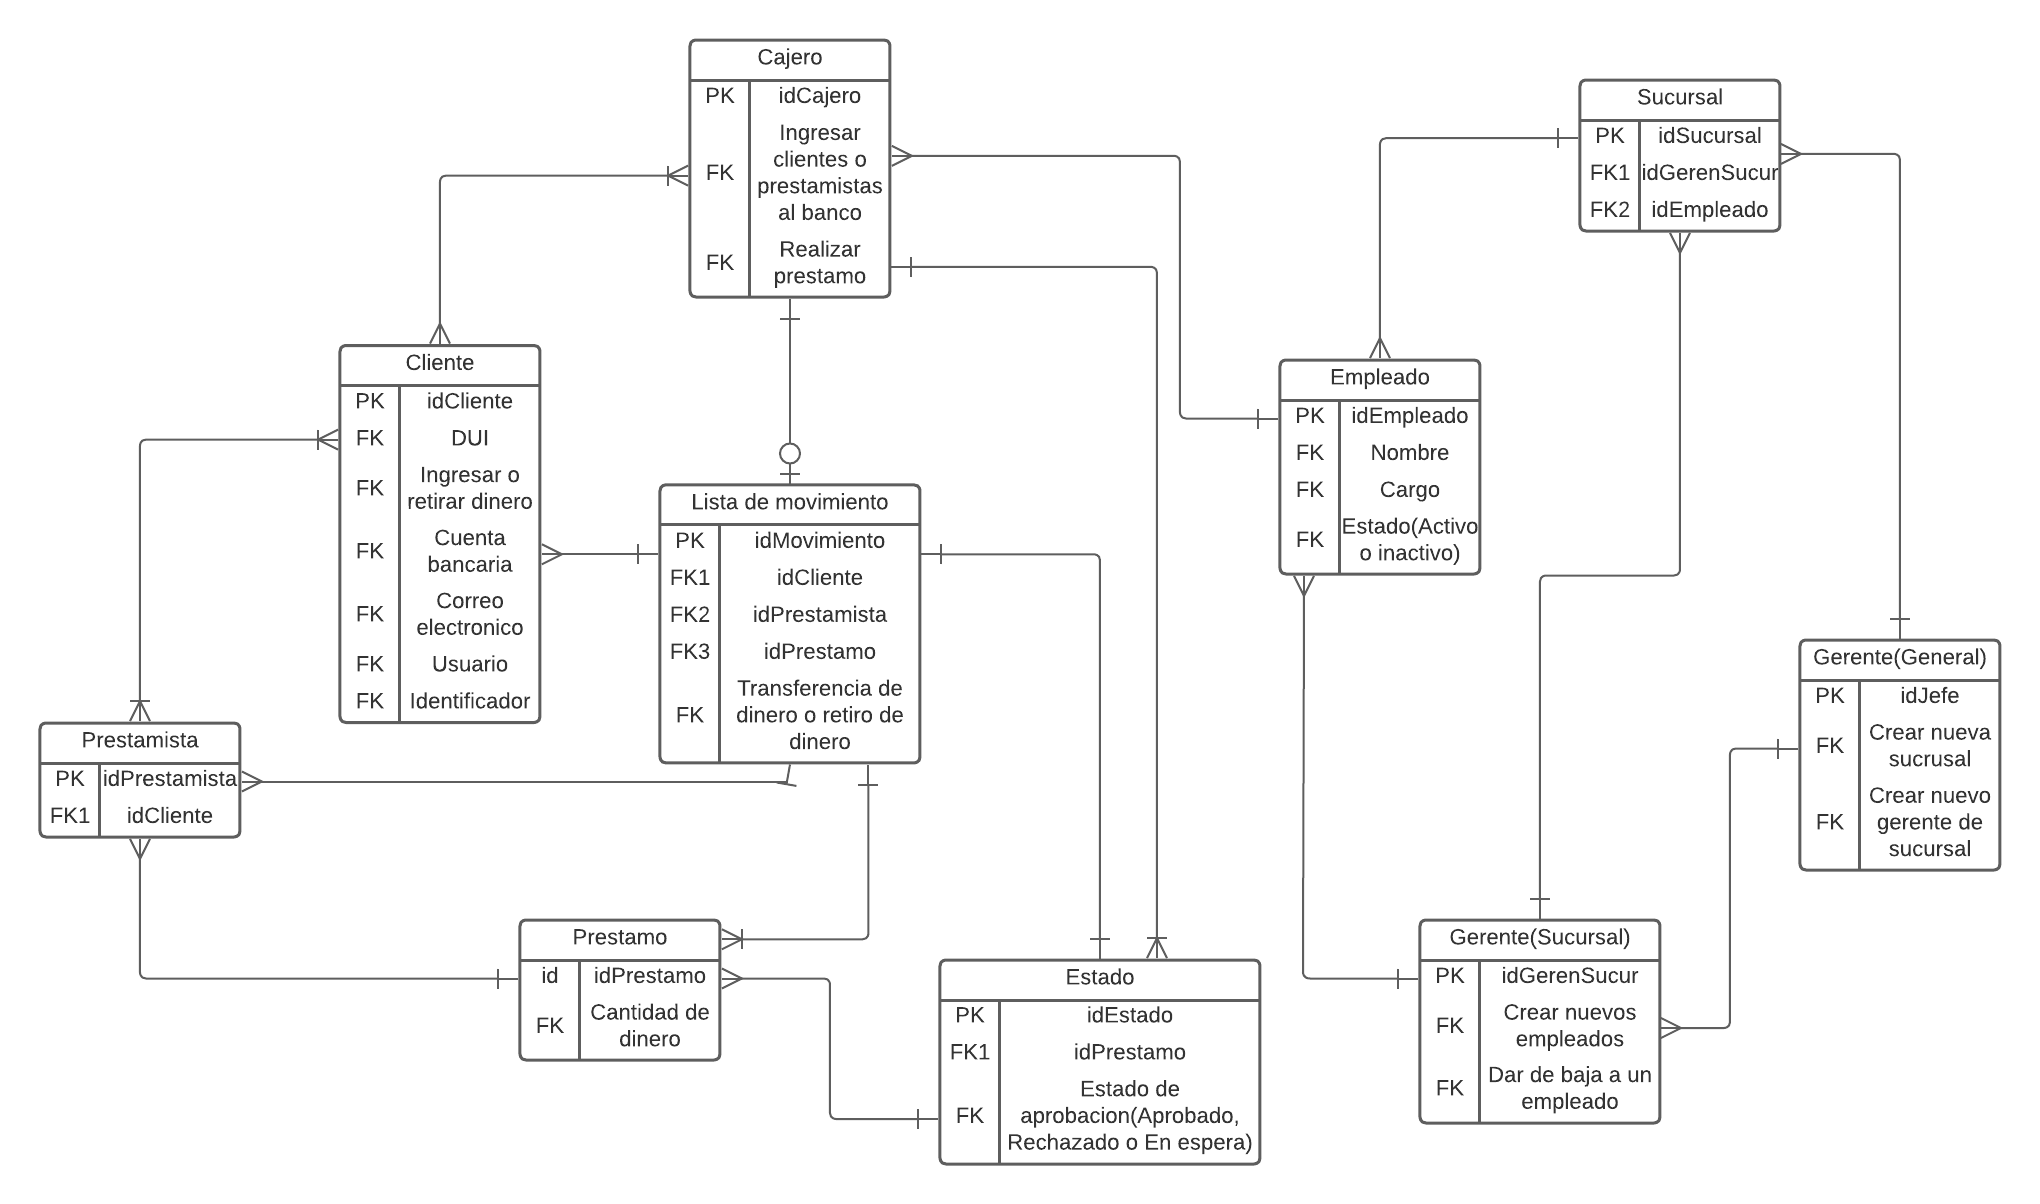 Cajero
PK idCajero
FK Ingresar
clientes o
prestamistas
al banco
FK Realizar
prestamo
Sucursal
PK idSucursal
FK1 idGerenSucur
FK2 idEmpleado
Cliente
PK idCliente
FK DUI
FK Ingresar o
retirar dinero
FK Cuenta
bancaria
FK Correo
electronico
FK Usuario
FK Identificador
Empleado
PK idEmpleado
FK Nombre
FK Cargo
FK Estado(Activo
o inactivo)
Lista de movimiento
PK idMovimiento
FK1 idCliente
FK2 idPrestamista
FK3 idPrestamo
FK Transferencia de
dinero o retiro de
dinero
Gerente(General)
PK idJefe
FK Crear nueva
sucrusal
FK Crear nuevo
gerente de
sucursal
Prestamista
PK idPrestamista
FK1 idCliente
Prestamo
id idPrestamo
FK Cantidad de
dinero
Estado
PK idEstado
FK1 idPrestamo
FK Estado de
aprobacion(Aprobado,
Rechazado o En espera)
Gerente(Sucursal)
PK idGerenSucur
FK Crear nuevos
empleados
FK Dar de baja a un
empleado